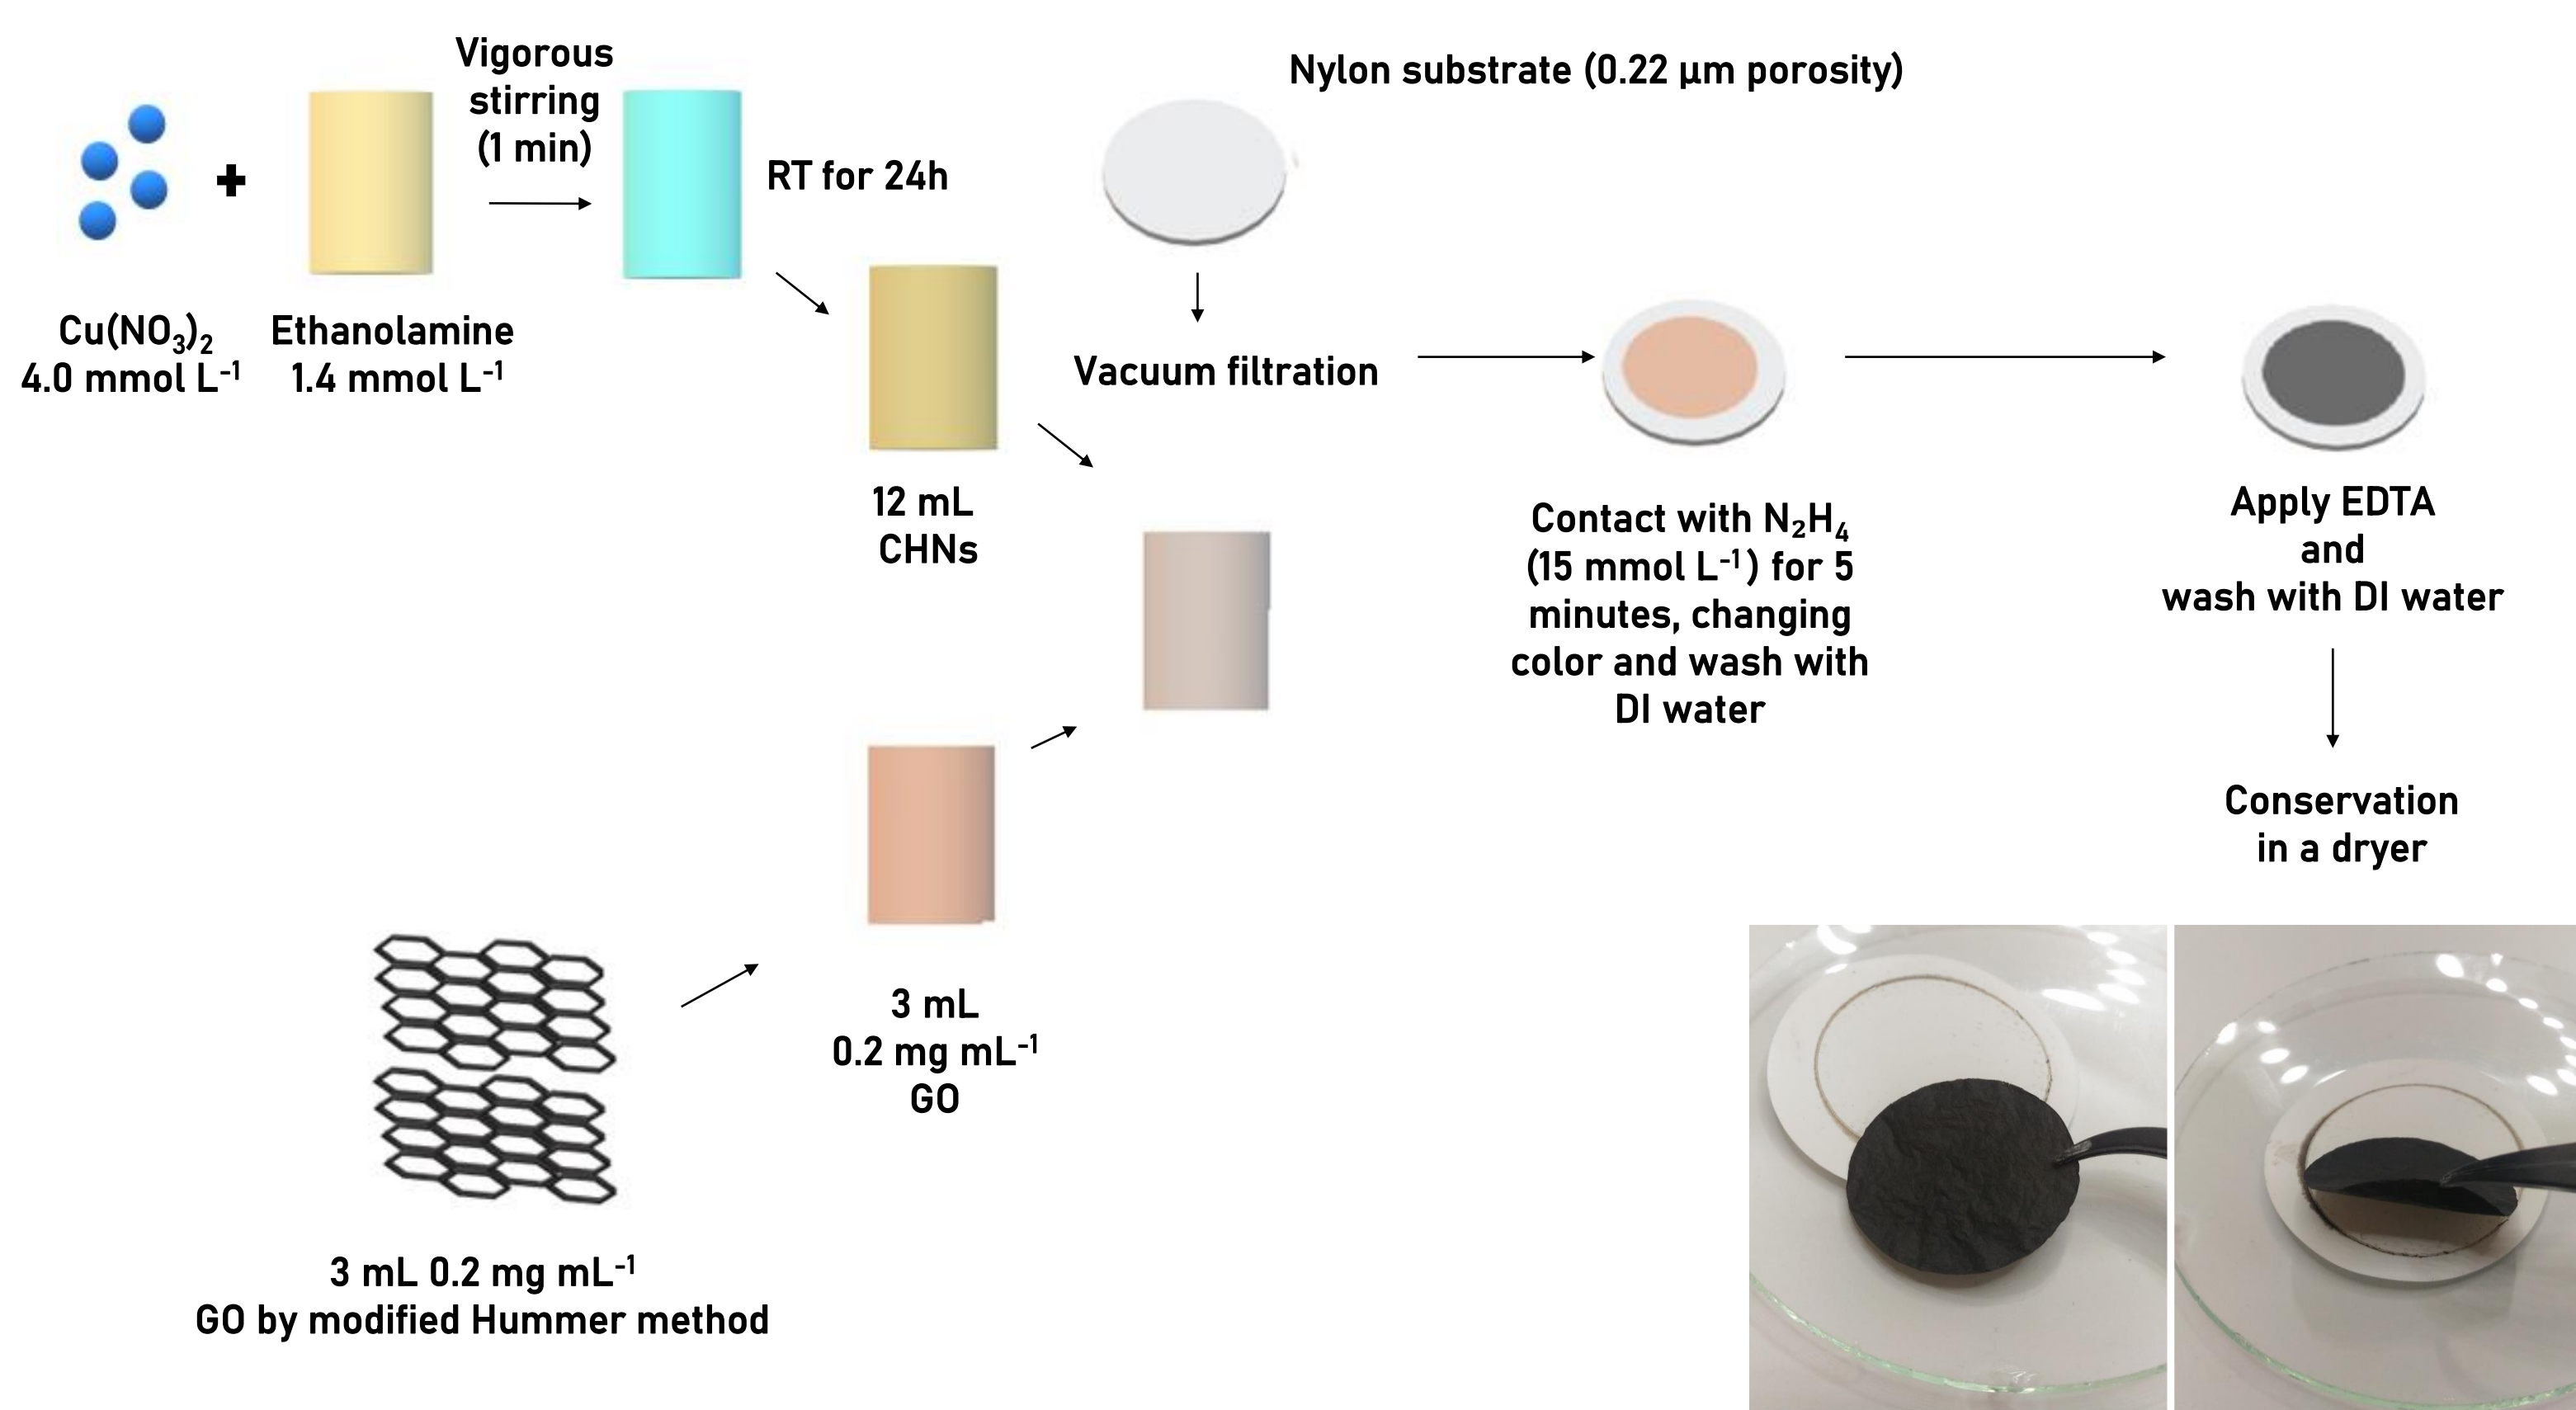 Vigorous
stirring
(1 min)
+
Cu(NO₃)₂
4.0 mmol L⁻¹
Ethanolamine
1.4 mmol L⁻¹
RT for 24h
12 mL
CHNs
Nylon substrate (0.22 µm porosity)
Vacuum filtration
3 mL 0.2 mg mL⁻¹
GO by modified Hummer method
3 mL
0.2 mg mL⁻¹
GO
Contact with N₂H₄
(15 mmol L⁻¹) for 5
minutes, changing
color and wash with
DI water
Apply EDTA
and
wash with DI water
Conservation
in a dryer